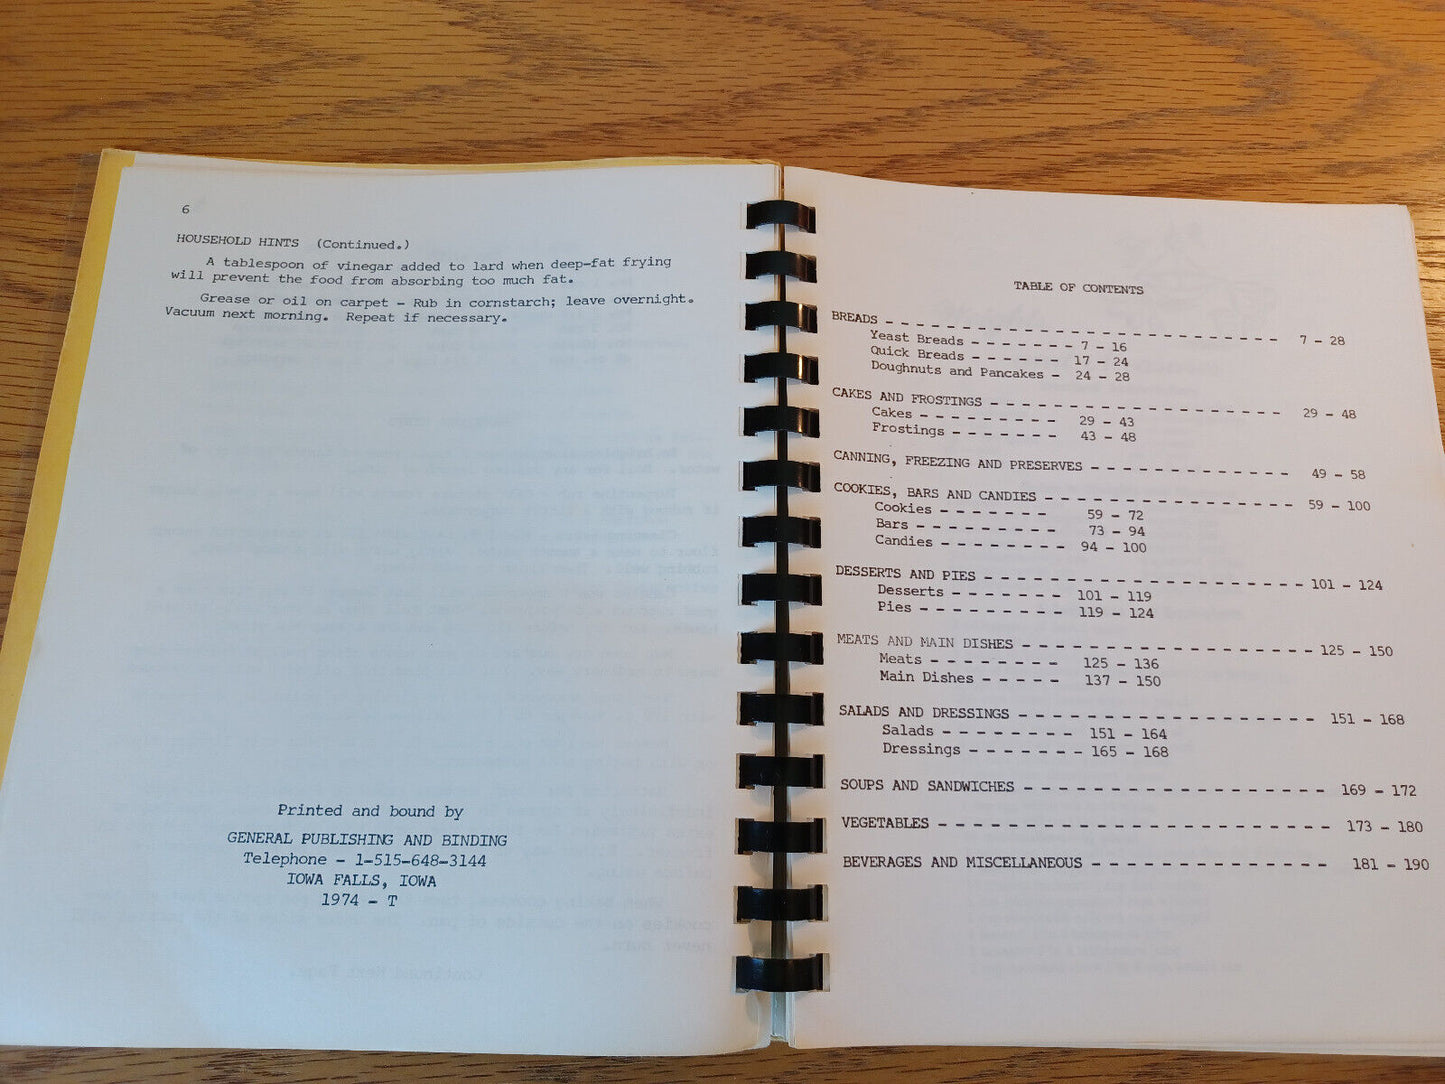 6
HOUSEHOLD HINTS (Continued.)
A tablespoon of vinegar added to lard when deep-fat frying
will prevent the food from absorbing too much fat.
Grease or oil on carpet - Rub in cornstarch; leave overnight.
Vacuum next morning. Repeat if necessary.
Printed and bound by
GENERAL PUBLISHING AND BINDING
Telephone - 1-515-648-3144
IOWA FALLS, IOWA
1974 - T
TABLE OF CONTENTS
BREADS - - - - - - - - - - - - - - - - - - - - - - - - - - 7 - 28
Yeast Breads - - - - - - - 7 - 16
Quick Breads - - - - - - - 17 - 24
Doughnuts and Pancakes - 24 - 28
CAKES AND FROSTINGS - - - - - - - - - - - - - - - - - - - 29 - 48
Cakes - - - - - - - - - 29 - 43
Frostings - - - - - - - 43 - 48
CANNING, FREEZING AND PRESERVES - - - - - - - - - - - - - 49 - 58
COOKIES, BARS AND CANDIES - - - - - - - - - - - - - - - - 59 - 100
Cookies - - - - - - - 59 - 72
Bars - - - - - - - - - 73 - 94
Candies - - - - - - - - 94 - 100
DESSERTS AND PIES - - - - - - - - - - - - - - - - - - - - - 101 - 124
Desserts - - - - - - - 101 - 119
Pies - - - - - - - - - 119 - 124
MEATS AND MAIN DISHES - - - - - - - - - - - - - - - - - - - 125 - 150
Meats - - - - - - - - 125 - 136
Main Dishes - - - - - 137 - 150
SALADS AND DRESSINGS - - - - - - - - - - - - - - - - - - - 151 - 168
Salads - - - - - - - - 151 - 164
Dressings - - - - - - - - 165 - 168
SOUPS AND SANDWICHES - - - - - - - - - - - - - - - - - - - 169 - 172
VEGETABLES - - - - - - - - - - - - - - - - - - - - - - - - - 173 - 180
BEVERAGES AND MISCELLANEOUS - - - - - - - - - - - - - - - 181 - 190